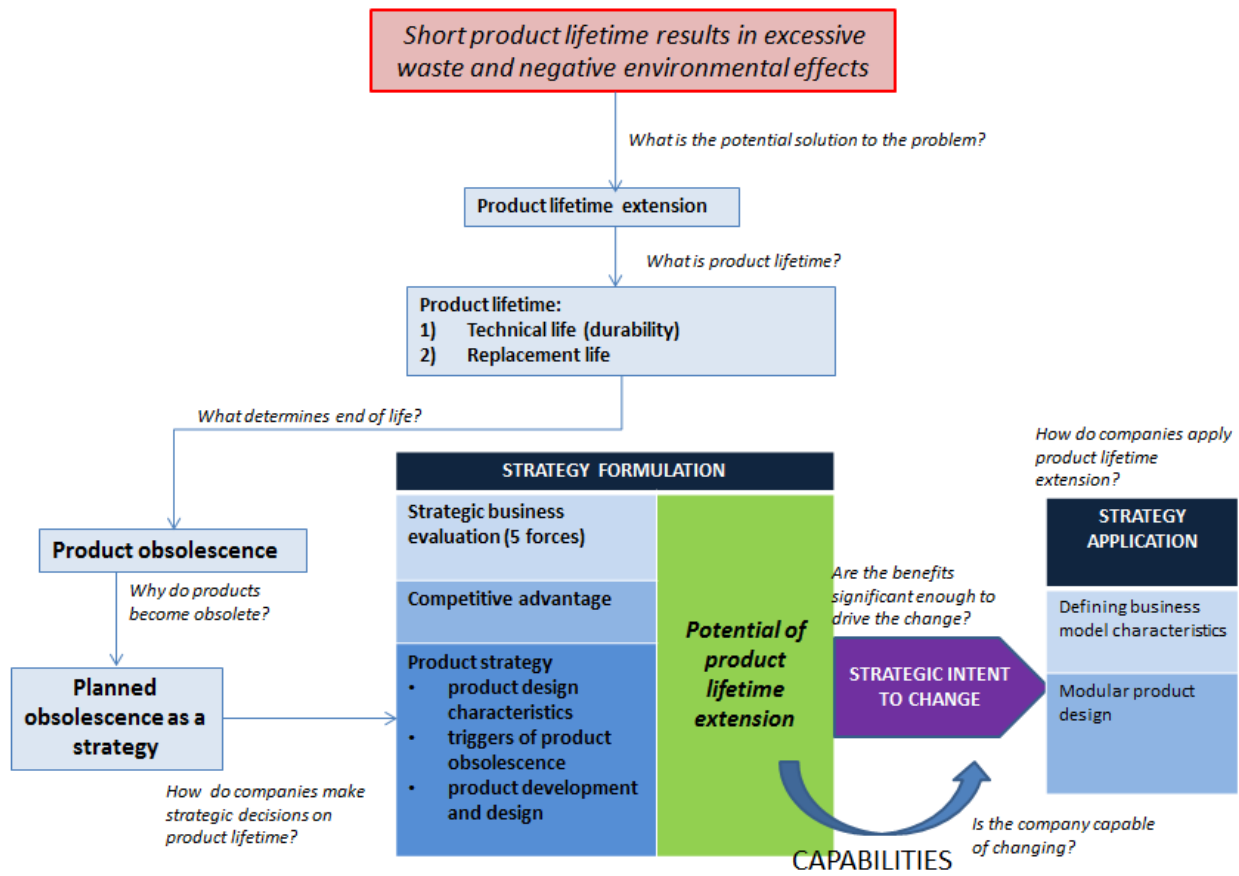 Short product lifetime results in excessive
waste and negative environmental effects
What is the potential solution to the problem?
Product lifetime extension
What is product lifetime?
Product lifetime:
1) Technical life (durability)
2) Replacement life
What determines end of life?
Product obsolescence
Why do products
become obsolete?
Planned
obsolescence as a
strategy
How do companies make
strategic decisions on
product lifetime?
STRATEGY FORMULATION
Strategic business
evaluation (5 forces)
Competitive advantage
Product strategy
• product design
characteristics
• triggers of product
obsolescence
• product development
and design
Potential of
product
lifetime
extension
Are the benefits
significant enough to
drive the change?
STRATEGIC INTENT
TO CHANGE
CAPABILITIES
Is the company capable
of changing?
How do companies apply
product lifetime
extension?
STRATEGY
APPLICATION
Defining business
model characteristics
Modular product
design